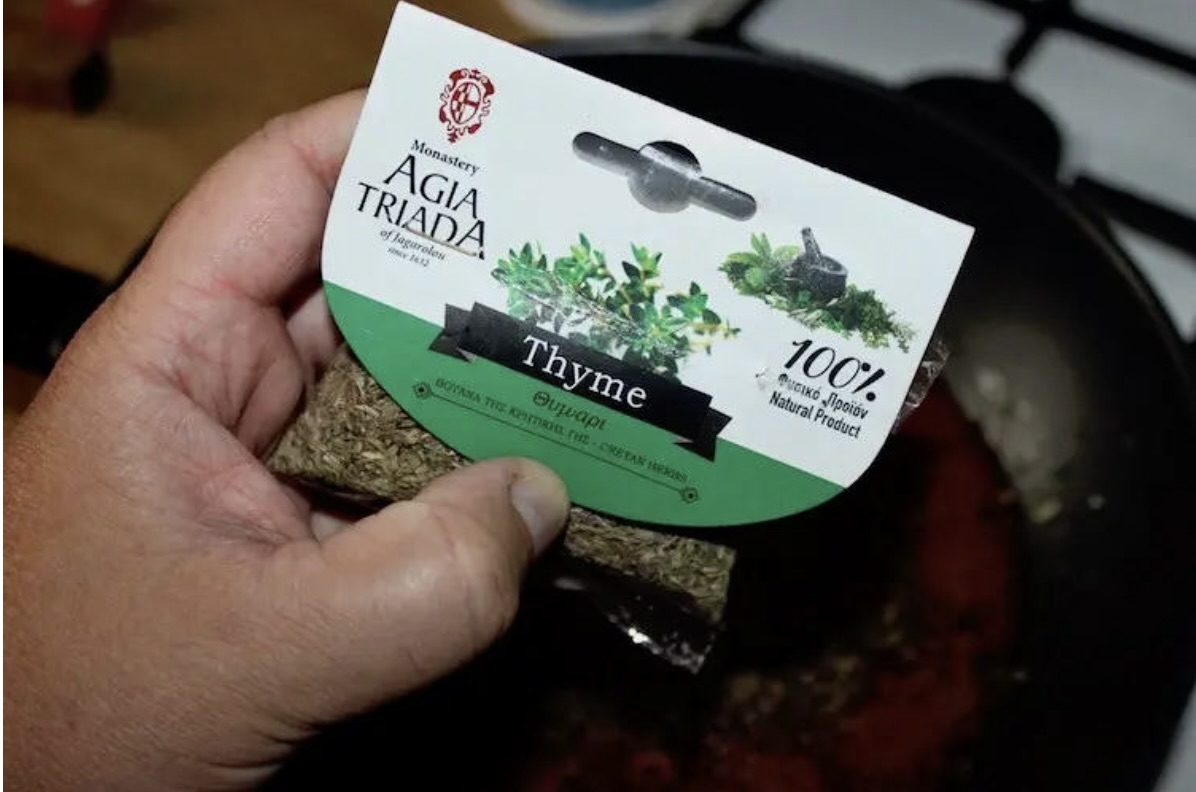 Monastery
AGIA
TRIADA
of Jagarolou
since 1632
Thyme
Θυμαρι
ΒΟΤΑΝΑ ΤΗΣ ΚΡΗΤΙΚΗΣ ΓΗΣ - CRETAN HERBS
100%
Φυσικό Προϊόν
Natural Product